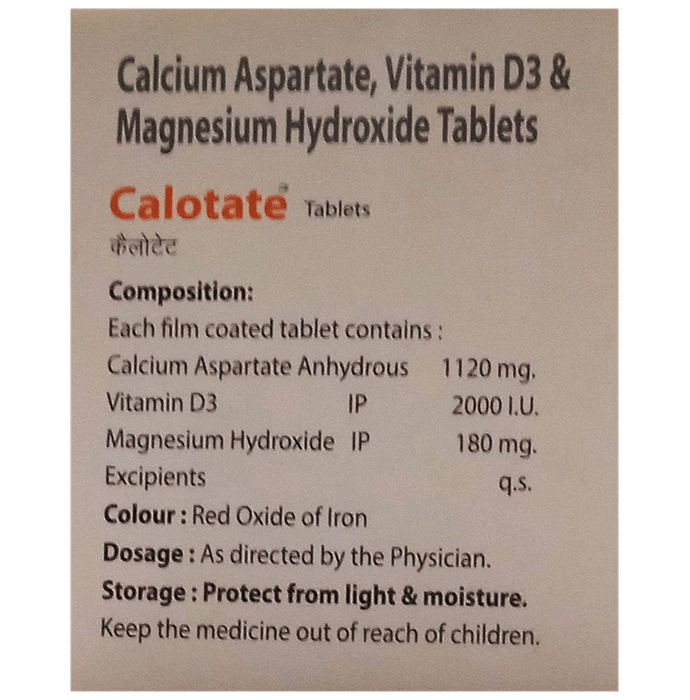 Calcium Aspartate, Vitamin D3 &
Magnesium Hydroxide Tablets
Calotate Tablets
कैलोटेट
Composition:
Each film coated tablet contains :
Calcium Aspartate Anhydrous 1120 mg.
Vitamin D3 IP 2000 I.U.
Magnesium Hydroxide IP 180 mg.
Excipients q.s.
Colour : Red Oxide of Iron
Dosage : As directed by the Physician.
Storage : Protect from light & moisture.
Keep the medicine out of reach of children.